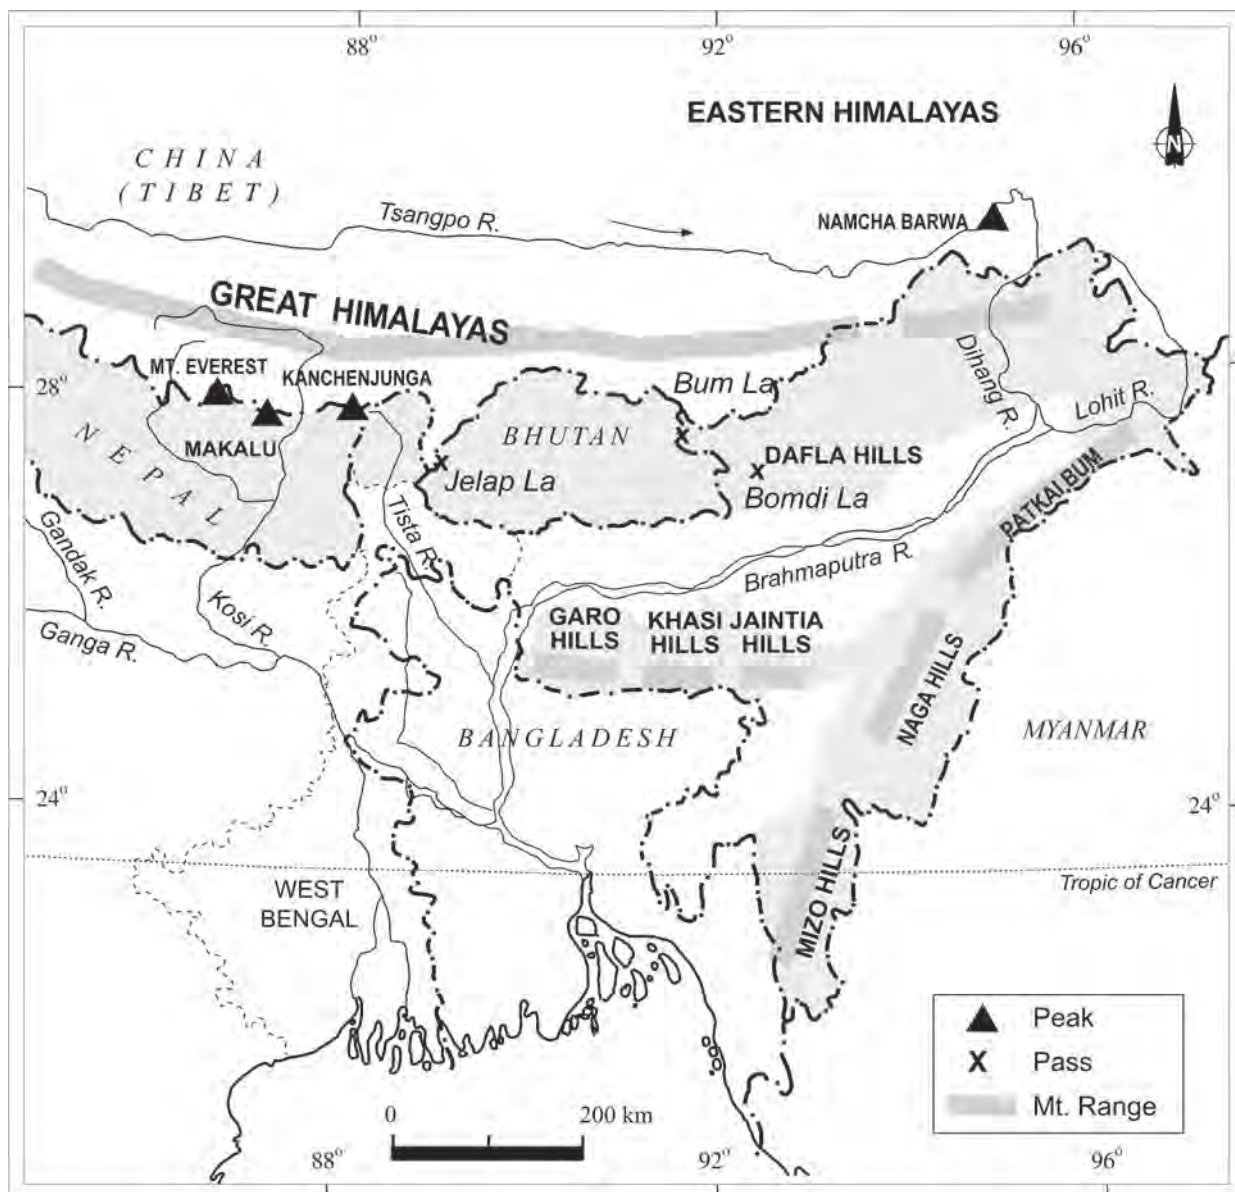 88°
92°
96°
EASTERN HIMALAYAS
N
CHINA
(TIBET)
Tsangpo R.
NAMCHA BARWA
GREAT HIMALAYAS
MT. EVEREST
KANCHENJUNGA
28°
MAKALU
NEPAL
BHUTAN
Bum La
Dihang R.
Lohit R.
DAFLA HILLS
Jelap La
Bomdi La
PATKAI BUM
Tista R.
Gandak R.
Kosi R.
Ganga R.
Brahmaputra R.
GARO
HILLS
KHASI
HILLS
JAINTIA
HILLS
NAGA HILLS
BANGLADESH
MYANMAR
24°
24°
MIZO HILLS
WEST
BENGAL
Tropic of Cancer
Peak
X Pass
Mt. Range
0
200 km
88°
92°
96°